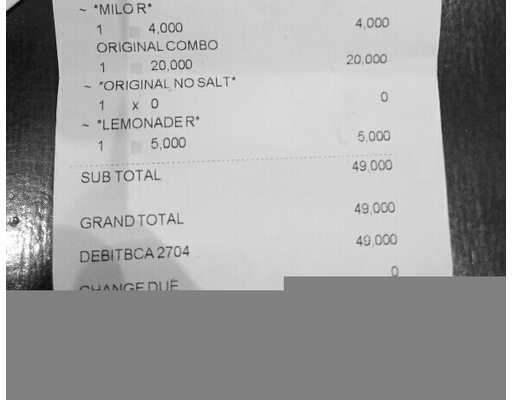 ~ *MILO R*
1 4,000 4,000
ORIGINAL COMBO
1 20,000 20,000
~ *ORIGINAL NO SALT*
1 x 0 0
~ *LEMONADE R*
1 5,000 5,000
SUB TOTAL 49,000
GRAND TOTAL 49,000
DEBIT BCA 2704 49,000
CHANGE DUE 0